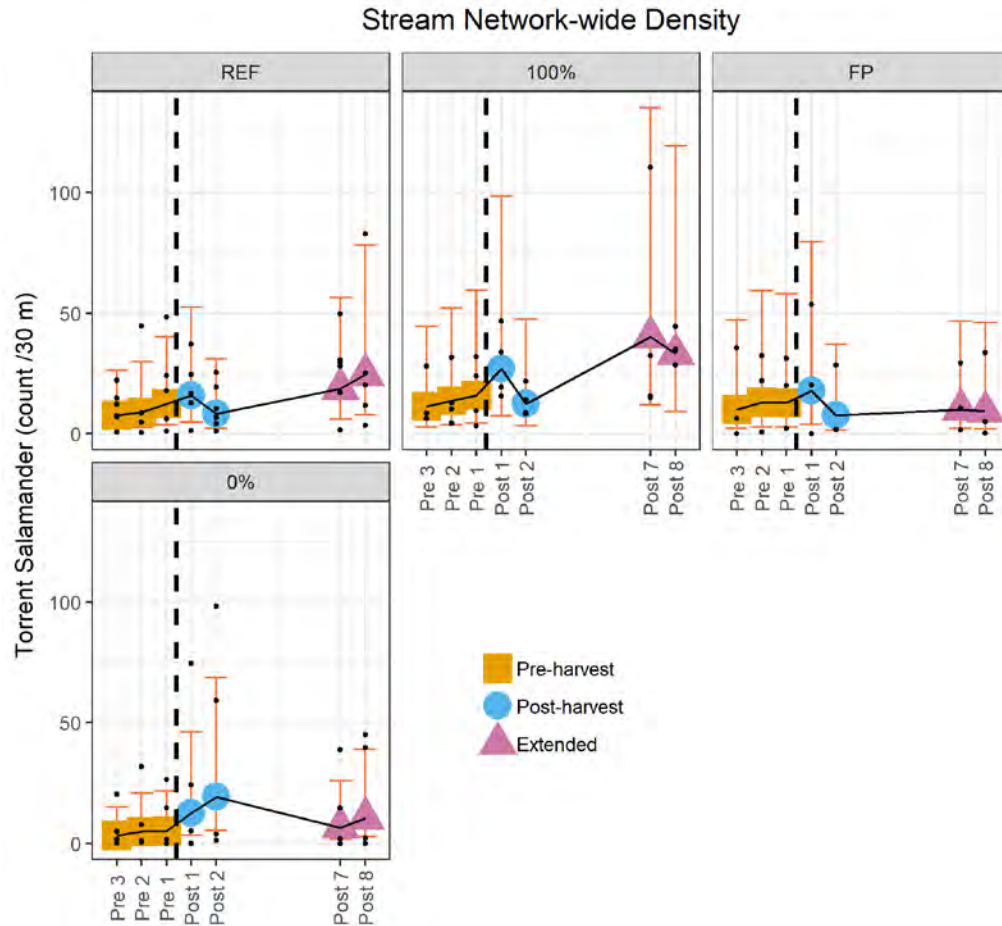 Stream Network-wide Density
REF
100%
FP
Torrent Salamander (count /30 m)
100
50
0
Pre 3
Pre 2
Pre 1
Post 1
Post 2
Post 7
Post 8
Pre 3
Pre 2
Pre 1
Post 1
Post 2
Post 7
Post 8
0%
100
50
0
Pre-harvest
Post-harvest
Extended
Pre 3
Pre 2
Pre 1
Post 1
Post 2
Post 7
Post 8